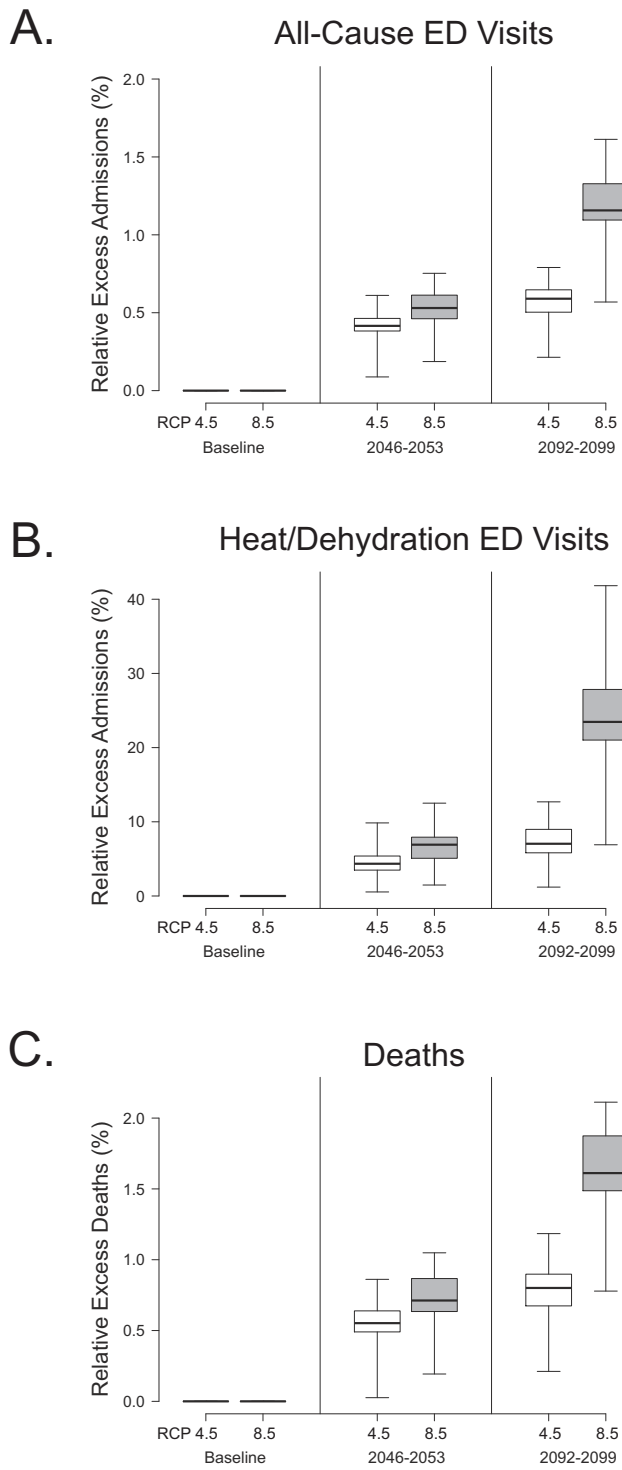 A.
All-Cause ED Visits
Relative Excess Admissions (%)
2.0
1.5
1.0
0.5
0.0
RCP 4.5 8.5 4.5 8.5 4.5 8.5
Baseline 2046-2053 2092-2099
B.
Heat/Dehydration ED Visits
Relative Excess Admissions (%)
40
30
20
10
0
RCP 4.5 8.5 4.5 8.5 4.5 8.5
Baseline 2046-2053 2092-2099
C.
Deaths
Relative Excess Deaths (%)
2.0
1.5
1.0
0.5
0.0
RCP 4.5 8.5 4.5 8.5 4.5 8.5
Baseline 2046-2053 2092-2099